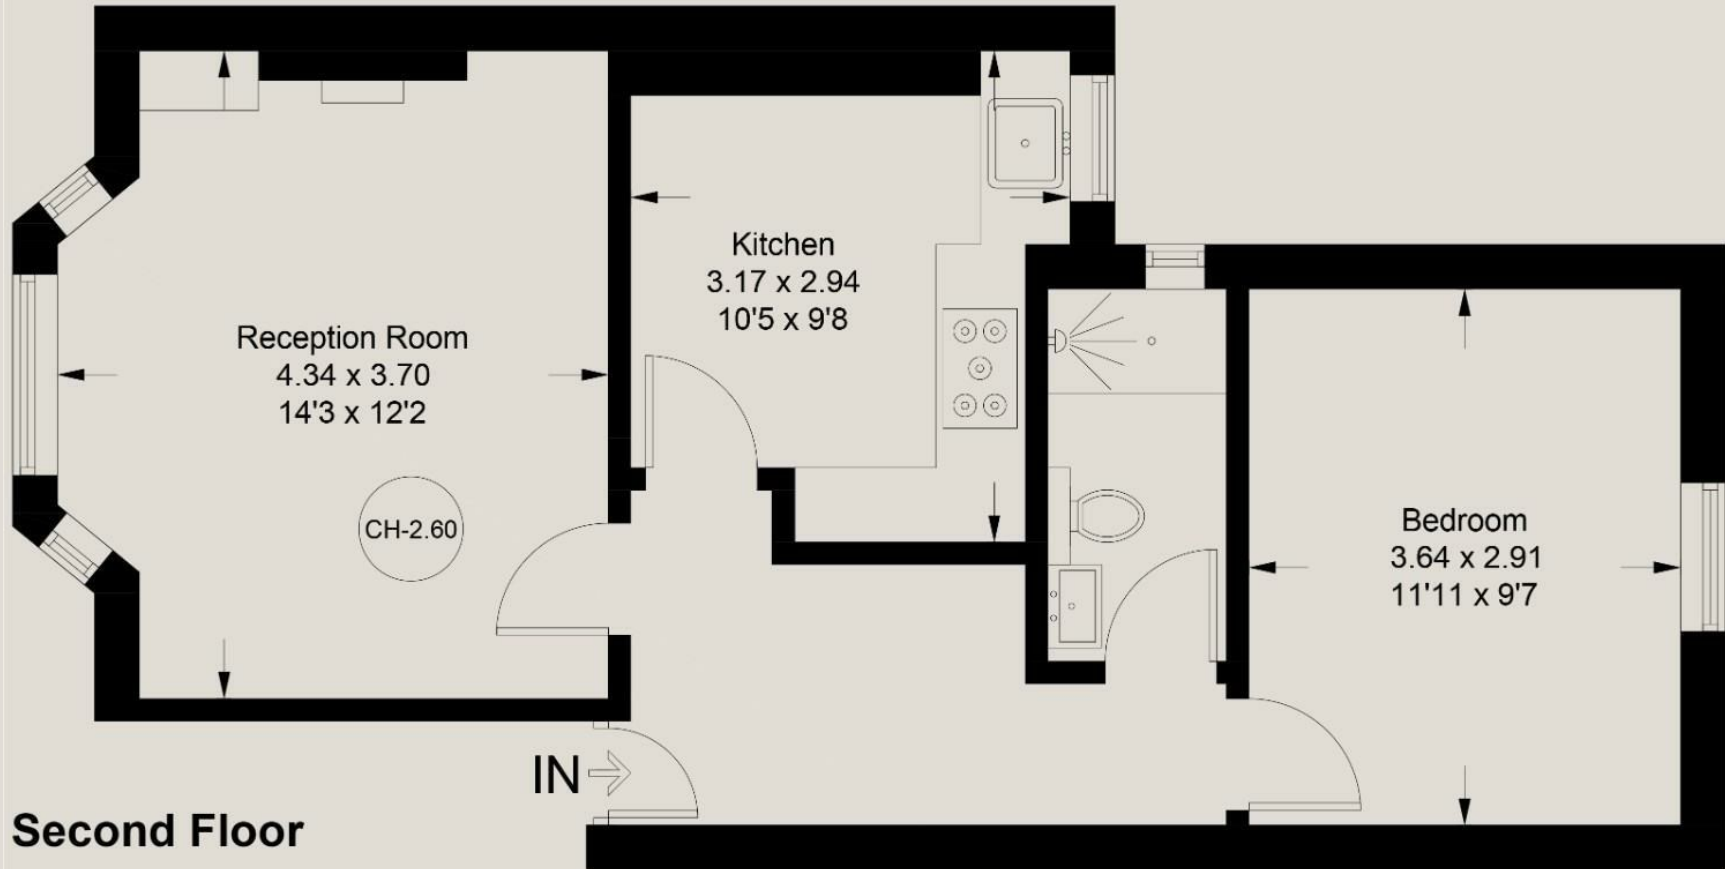 Kitchen
3.17 x 2.94
10'5 x 9'8
Reception Room
4.34 x 3.70
14'3 x 12'2
CH-2.60
Bedroom
3.64 x 2.91
11'11 x 9'7
IN
Second Floor